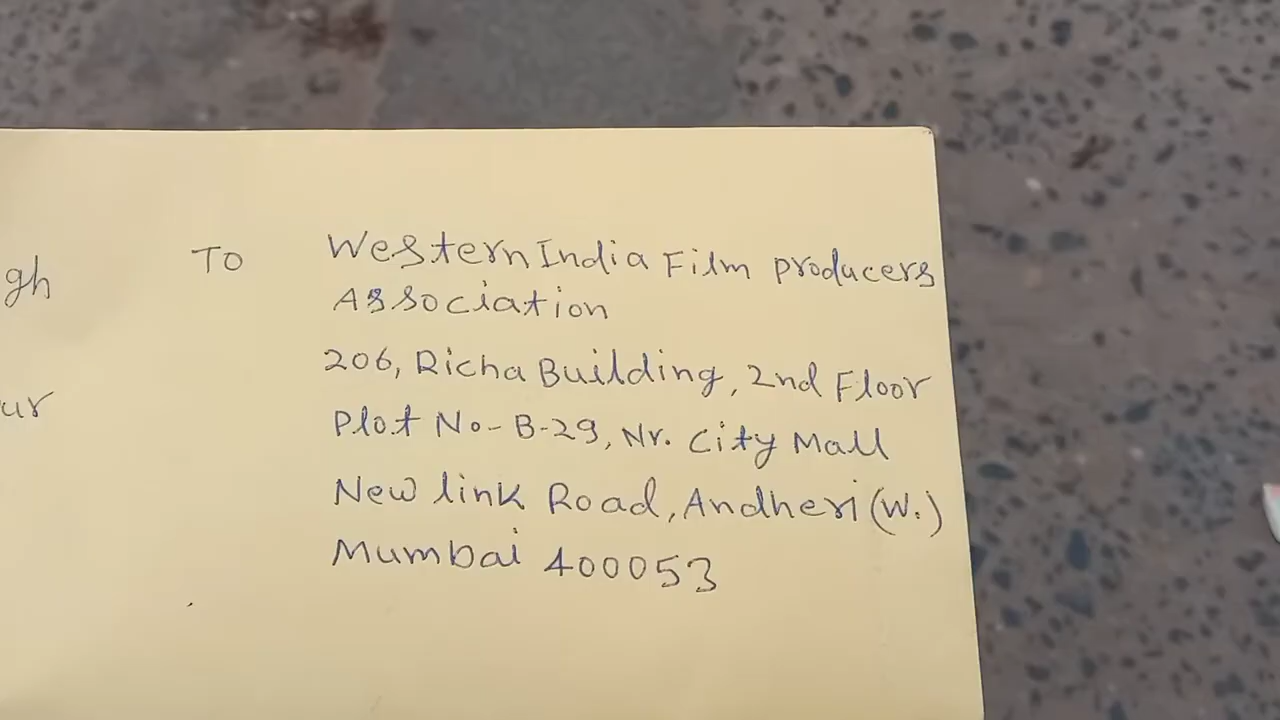 gh
TO
Western India Film producers
Association
206, Richa Building, 2nd Floor
ur
Plot No-B-29, Nr. City Mall
New link Road, Andheri (W.)
Mumbai 400053